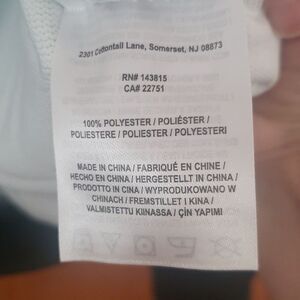 2301 Cottontail Lane, Somerset, NJ 08873
RN# 143815
CA# 22751
100% POLYESTER / POLIÉSTER /
POLIESTERE / POLIESTER / POLYESTERI
MADE IN CHINA / FABRIQUÉ EN CHINE /
HECHO EN CHINA / HERGESTELLT IN CHINA /
PRODOTTO IN CINA / WYPRODUKOWANO W
CHINACH / FREMSTILLET I KINA /
VALMISTETTU KIINASSA / ÇİN YAPIMI